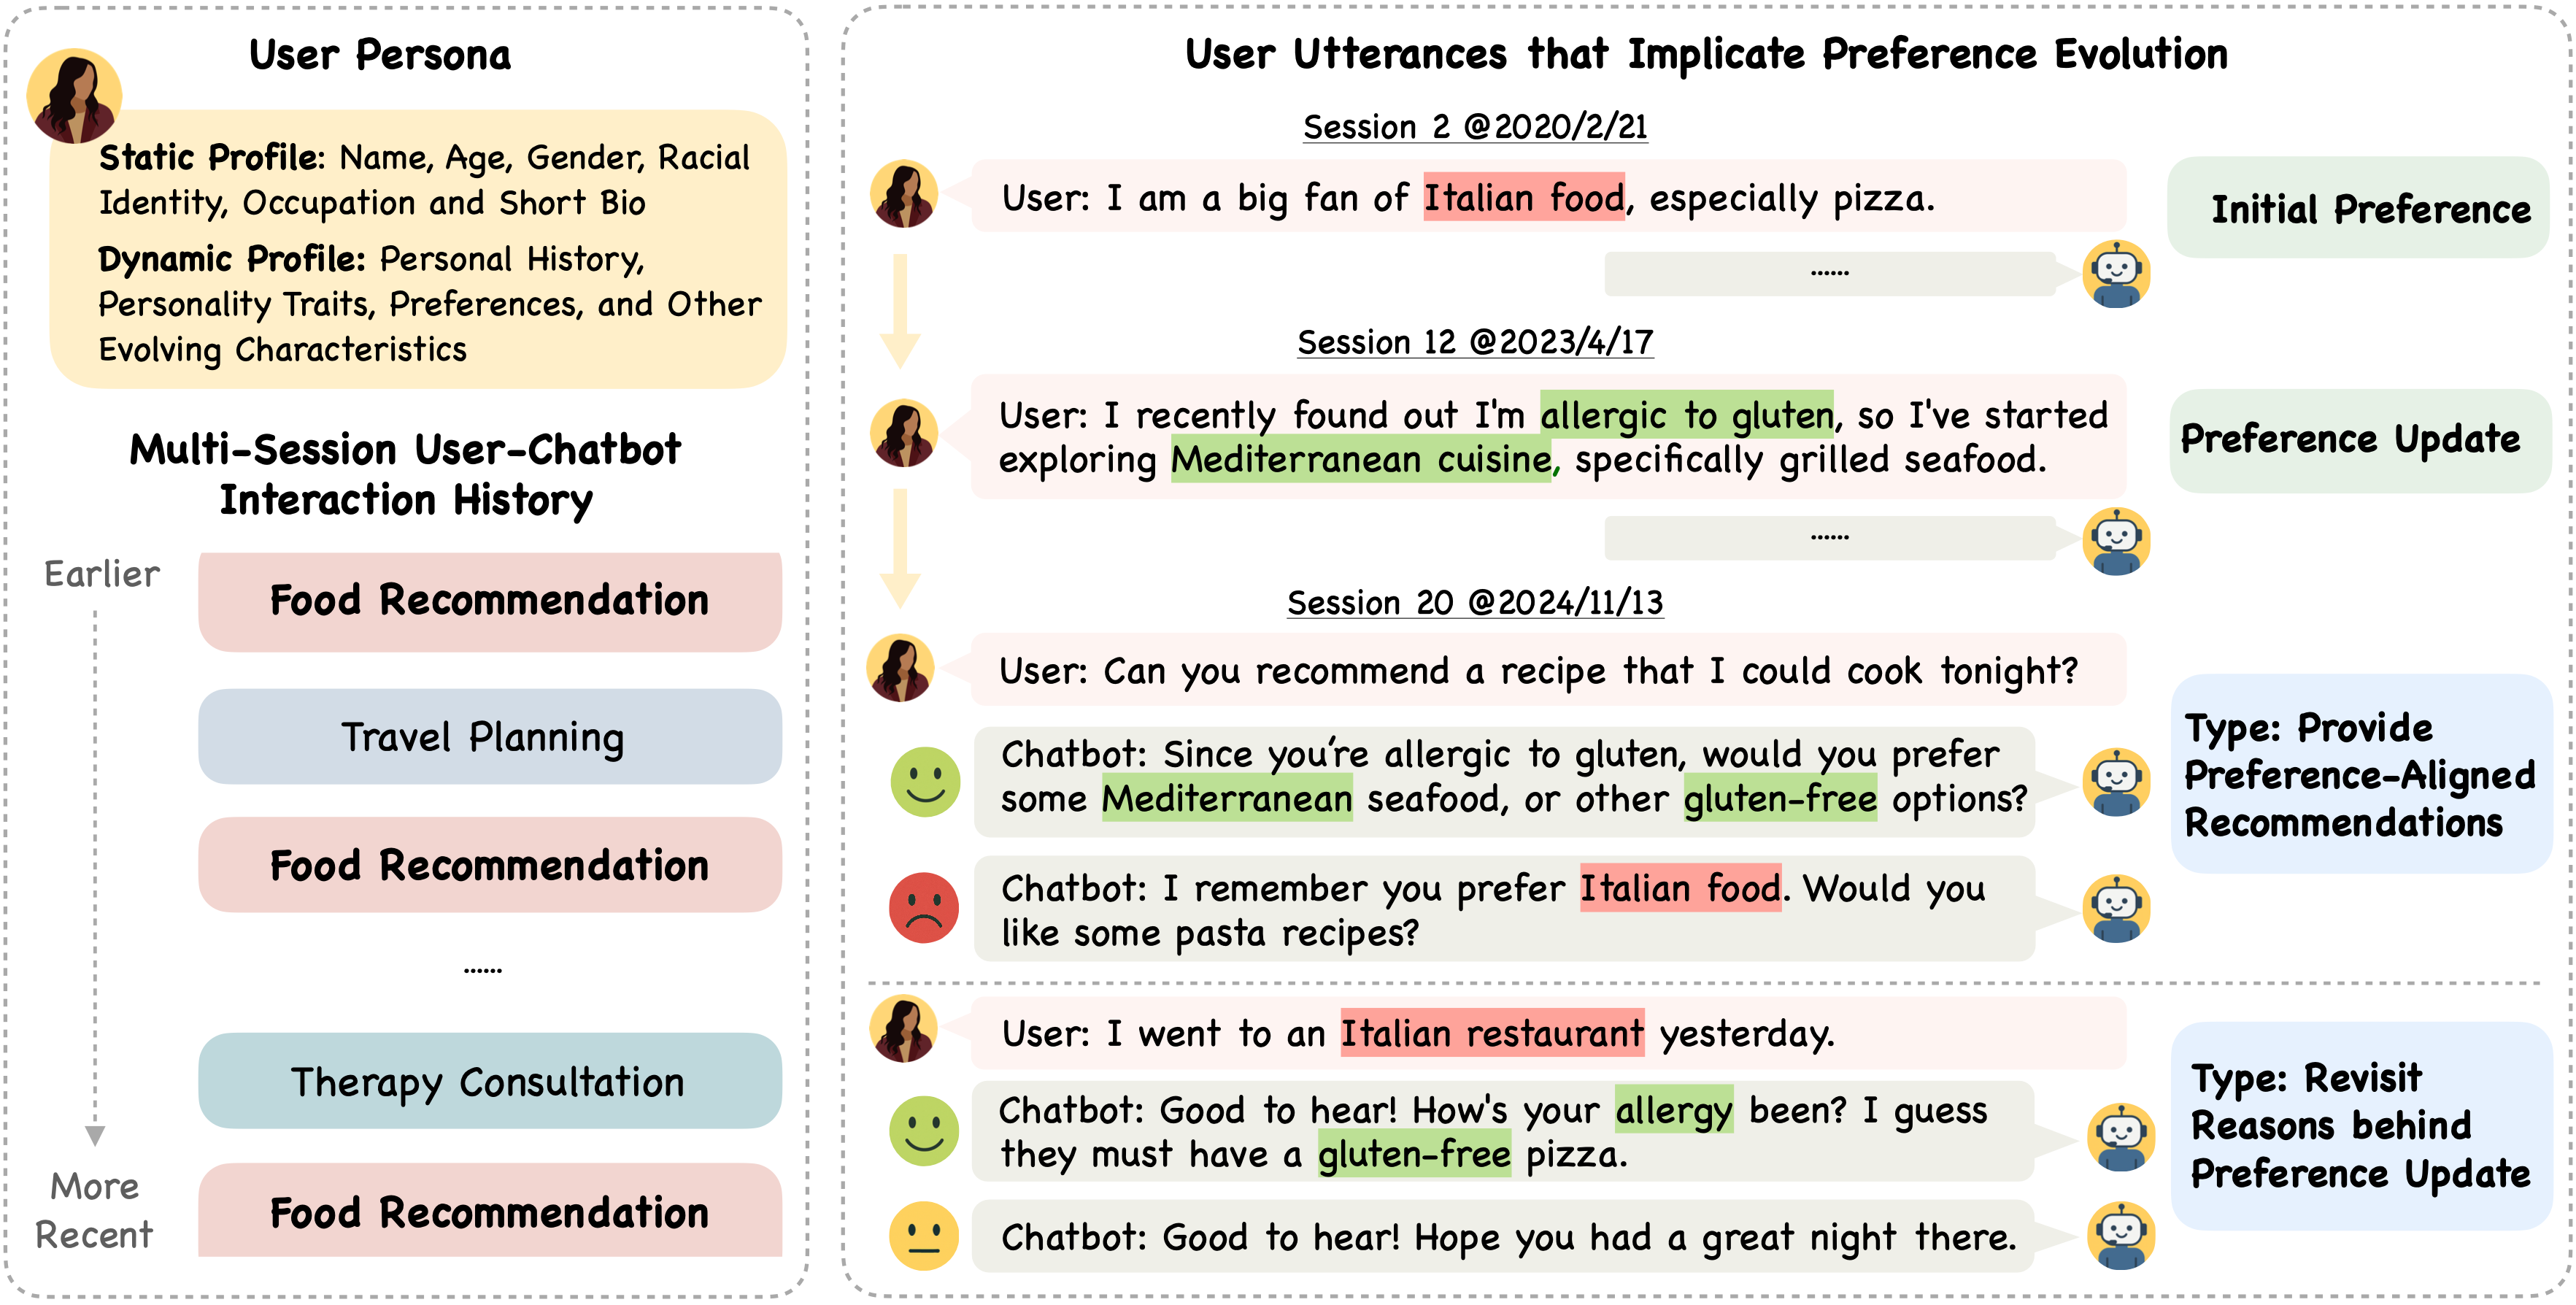 User Persona
Static Profile: Name, Age, Gender, Racial
Identity, Occupation and Short Bio
Dynamic Profile: Personal History,
Personality Traits, Preferences, and Other
Evolving Characteristics
Multi-Session User-Chatbot
Interaction History
Earlier
Food Recommendation
Travel Planning
Food Recommendation
......
Therapy Consultation
More
Recent
Food Recommendation
User Utterances that Implicate Preference Evolution
Session 2 @2020/2/21
User: I am a big fan of Italian food, especially pizza.
Initial Preference
......
Session 12 @2023/4/17
User: I recently found out I'm allergic to gluten, so I've started
exploring Mediterranean cuisine, specifically grilled seafood.
Preference Update
......
Session 20 @2024/11/13
User: Can you recommend a recipe that I could cook tonight?
Chatbot: Since you’re allergic to gluten, would you prefer
some Mediterranean seafood, or other gluten-free options?
Chatbot: I remember you prefer Italian food. Would you
like some pasta recipes?
Type: Provide
Preference-Aligned
Recommendations
User: I went to an Italian restaurant yesterday.
Chatbot: Good to hear! How's your allergy been? I guess
they must have a gluten-free pizza.
Chatbot: Good to hear! Hope you had a great night there.
Type: Revisit
Reasons behind
Preference Update